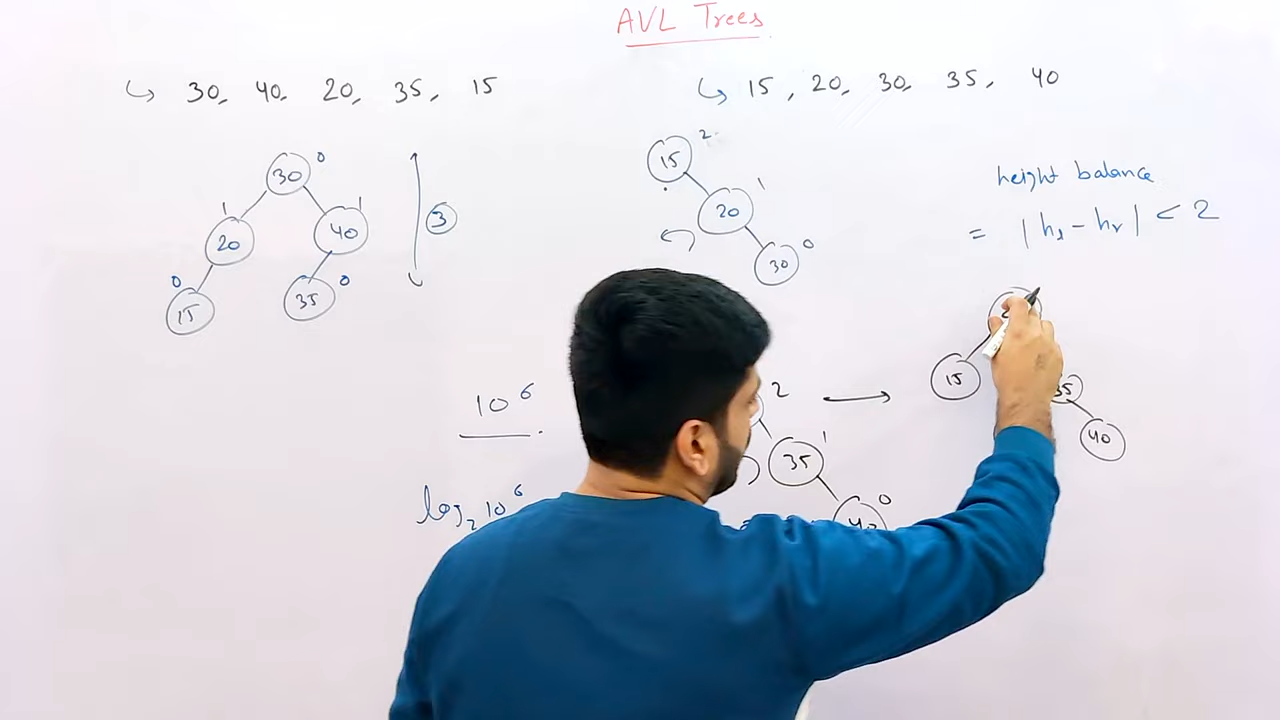 AVL Trees
↪ 30, 40, 20, 35, 15
↪ 15, 20, 30, 35, 40
30 0
1 20
40 1
0 15
35 0
3
15 2
20 1
30 0
height balance
= | h₁ - hᵣ | < 2
10⁶
log₂ 10⁶
2
35 1
0
15
35
40